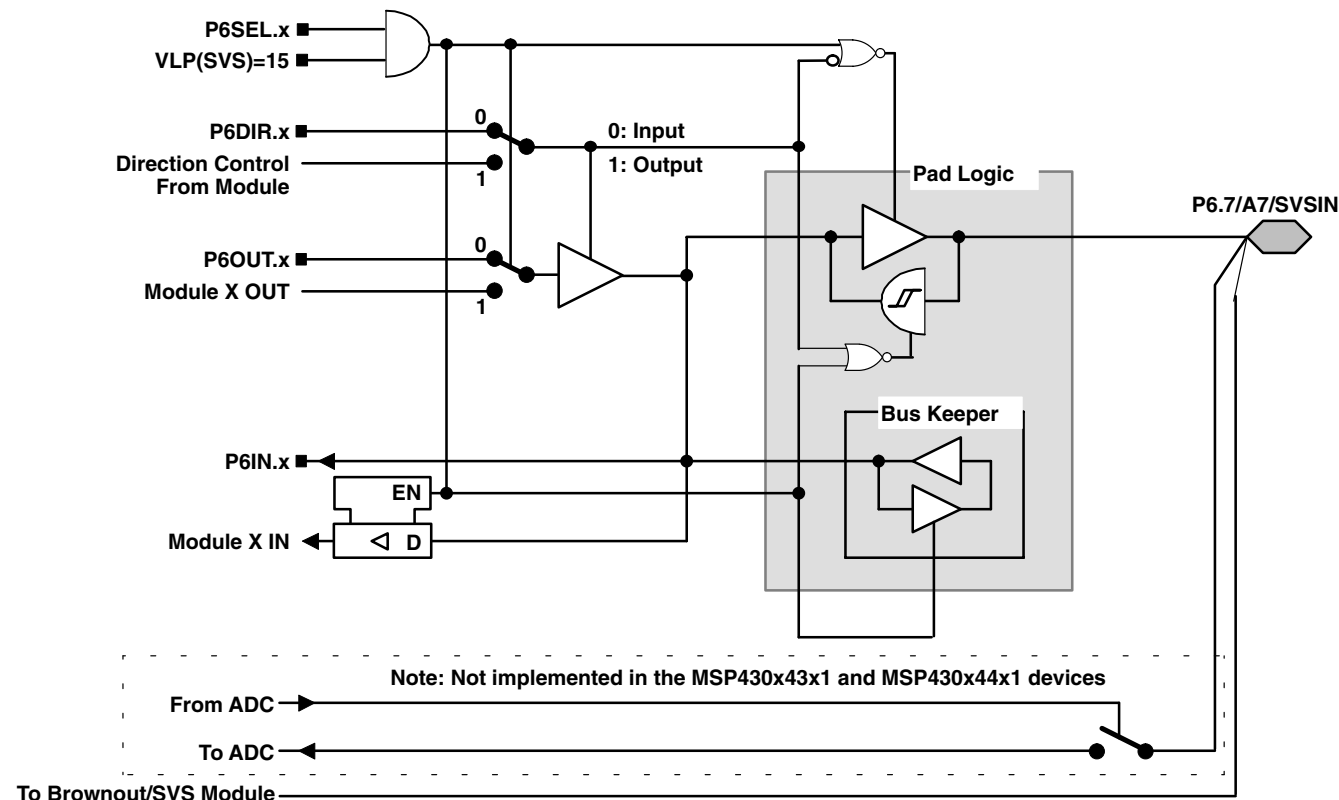 P6SEL.x
VLP(SVS)=15
P6DIR.x
0
0: Input
Direction Control
From Module
1
1: Output
Pad Logic
P6.7/A7/SVSIN
P6OUT.x
0
Module X OUT
1
Bus Keeper
P6IN.x
EN
Module X IN
D
Note: Not implemented in the MSP430x43x1 and MSP430x44x1 devices
From ADC
To ADC
To Brownout/SVS Module